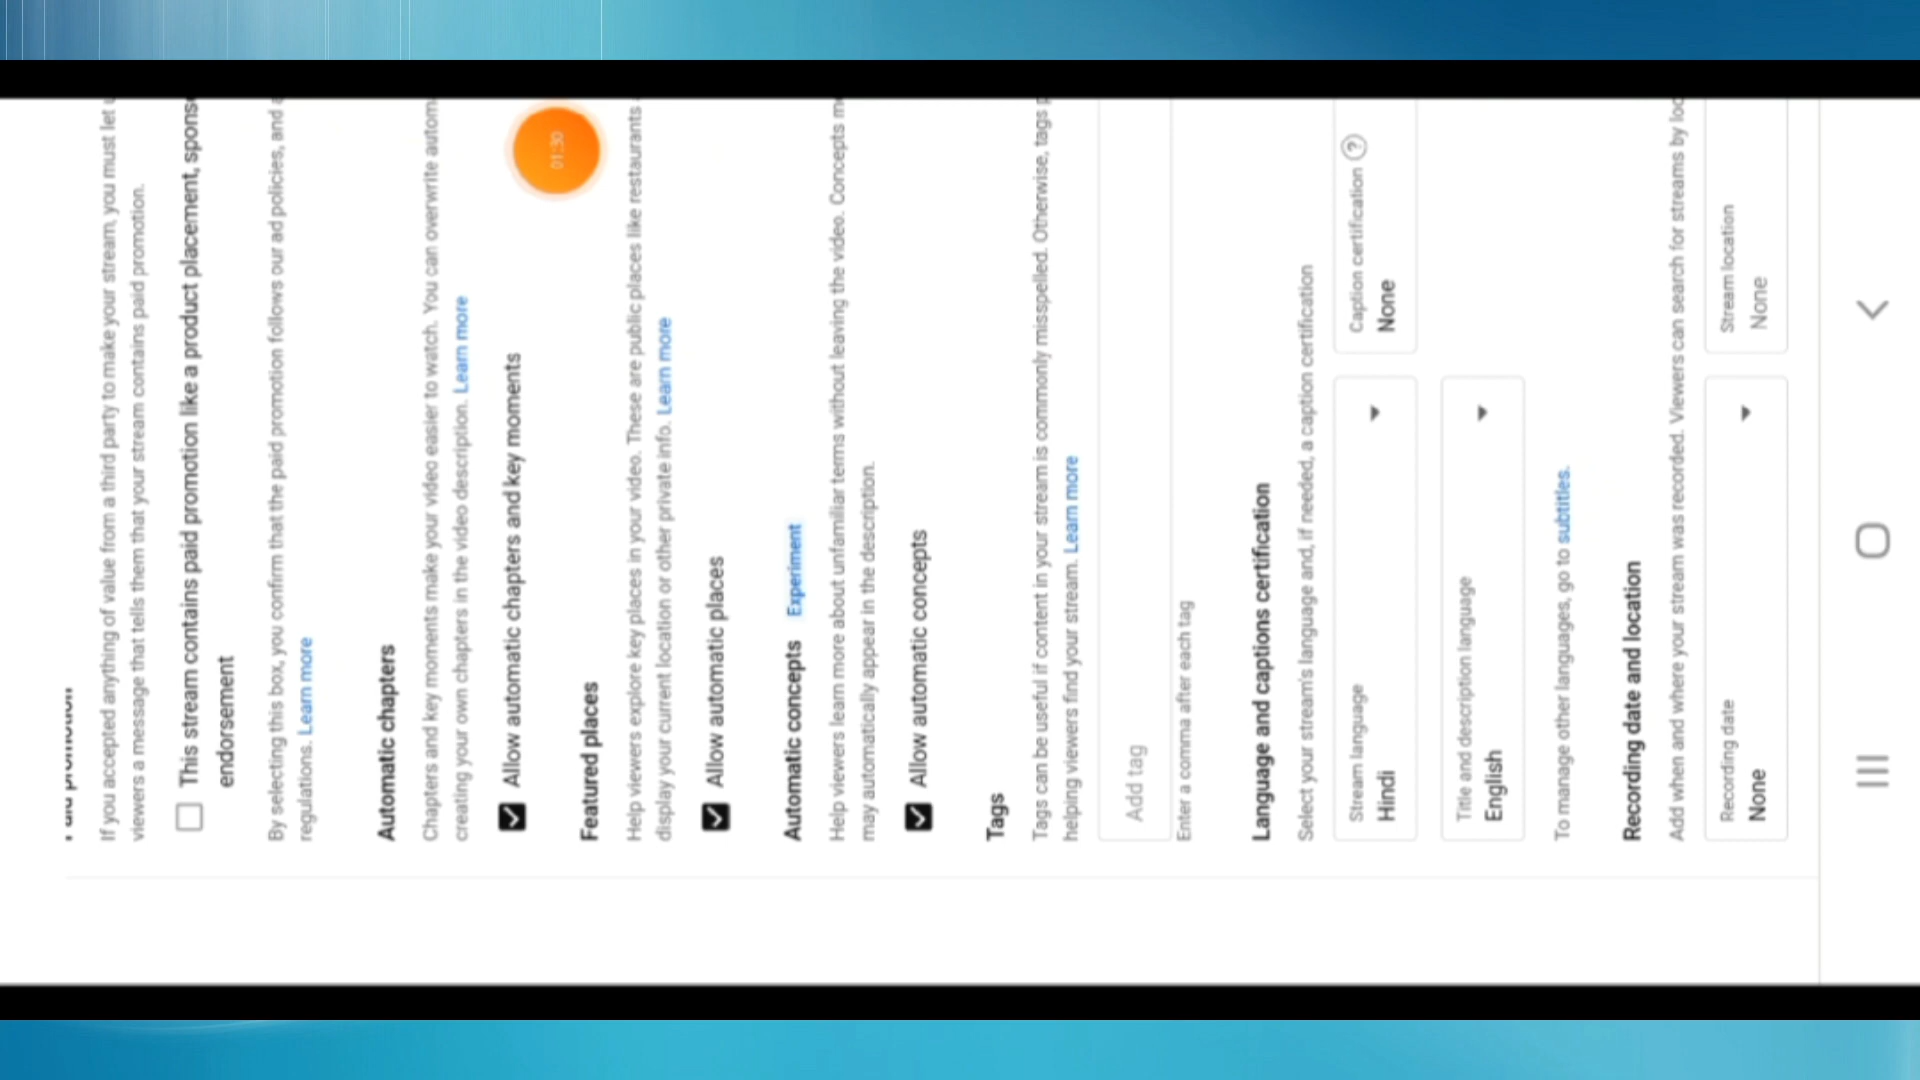 If you accepted anything of value from a third party to make your stream, you must let
viewers a message that tells them that your stream contains paid promotion.
This stream contains paid promotion like a product placement, spons
endorsement
By selecting this box, you confirm that the paid promotion follows our ad policies, and
regulations. Learn more
Automatic chapters
Chapters and key moments make your video easier to watch. You can overwrite autom
creating your own chapters in the video description. Learn more
Allow automatic chapters and key moments
01:30
Featured places
Help viewers explore key places in your video. These are public places like restaurants
display your current location or other private info. Learn more
Allow automatic places
Automatic concepts Experiment
Help viewers learn more about unfamiliar terms without leaving the video. Concepts m
may automatically appear in the description.
Allow automatic concepts
Tags
Tags can be useful if content in your stream is commonly misspelled. Otherwise, tags
helping viewers find your stream. Learn more
Add tag
Enter a comma after each tag
Language and captions certification
Select your stream's language and, if needed, a caption certification
Stream language Caption certification ?
Hindi None
Title and description language
English
To manage other languages, go to subtitles.
Recording date and location
Add when and where your stream was recorded. Viewers can search for streams by loc
Recording date Stream location
None None